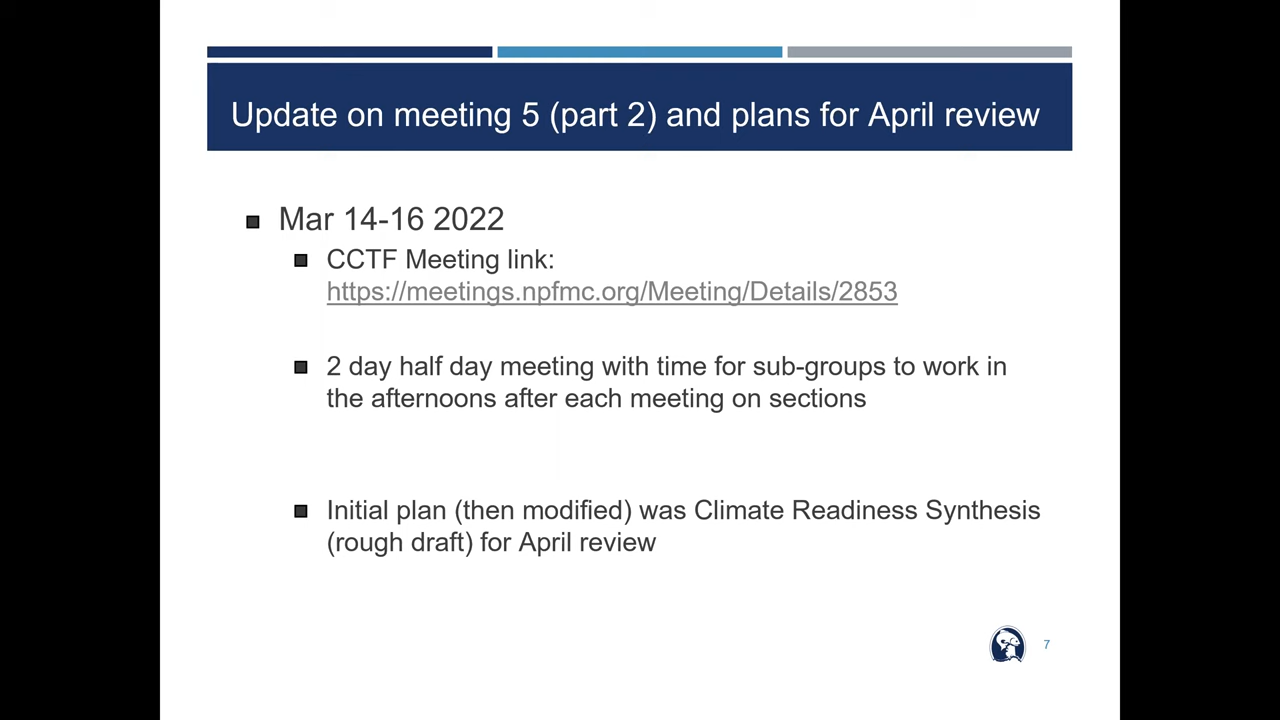 Update on meeting 5 (part 2) and plans for April review
Mar 14-16 2022
CCTF Meeting link:
https://meetings.npfmc.org/Meeting/Details/2853
2 day half day meeting with time for sub-groups to work in
the afternoons after each meeting on sections
Initial plan (then modified) was Climate Readiness Synthesis
(rough draft) for April review
7